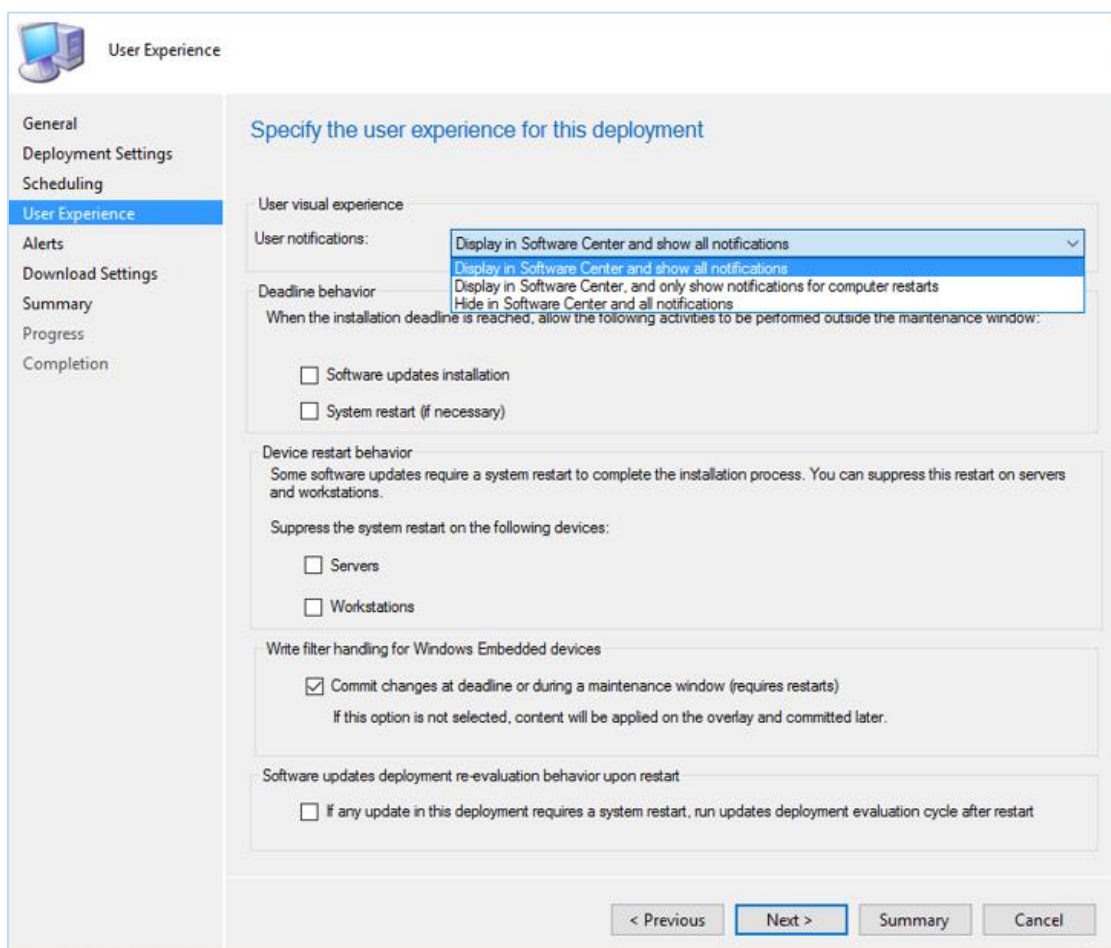 User Experience
General
Deployment Settings
Scheduling
User Experience
Alerts
Download Settings
Summary
Progress
Completion
Specify the user experience for this deployment
User visual experience
User notifications:
Display in Software Center and show all notifications
Display in Software Center and show all notifications
Display in Software Center, and only show notifications for computer restarts
Hide in Software Center and all notifications
Deadline behavior
When the installation deadline is reached, allow the following activities to be performed outside the maintenance window:
Software updates installation
System restart (if necessary)
Device restart behavior
Some software updates require a system restart to complete the installation process. You can suppress this restart on servers
and workstations.
Suppress the system restart on the following devices:
Servers
Workstations
Write filter handling for Windows Embedded devices
Commit changes at deadline or during a maintenance window (requires restarts)
If this option is not selected, content will be applied on the overlay and committed later.
Software updates deployment re-evaluation behavior upon restart
If any update in this deployment requires a system restart, run updates deployment evaluation cycle after restart
< Previous
Next >
Summary
Cancel